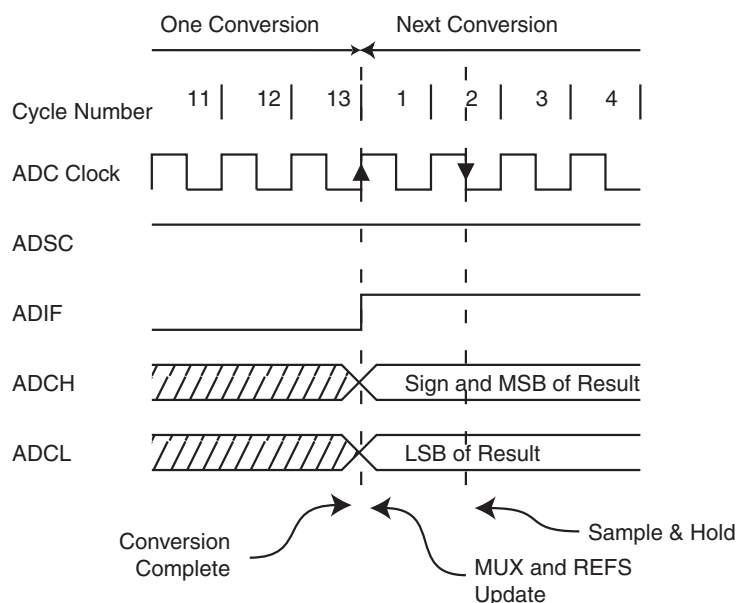 One Conversion Next Conversion
Cycle Number 11 12 13 1 2 3 4
ADC Clock
ADSC
ADIF
ADCH Sign and MSB of Result
ADCL LSB of Result
Conversion
Complete
MUX and REFS
Update
Sample & Hold